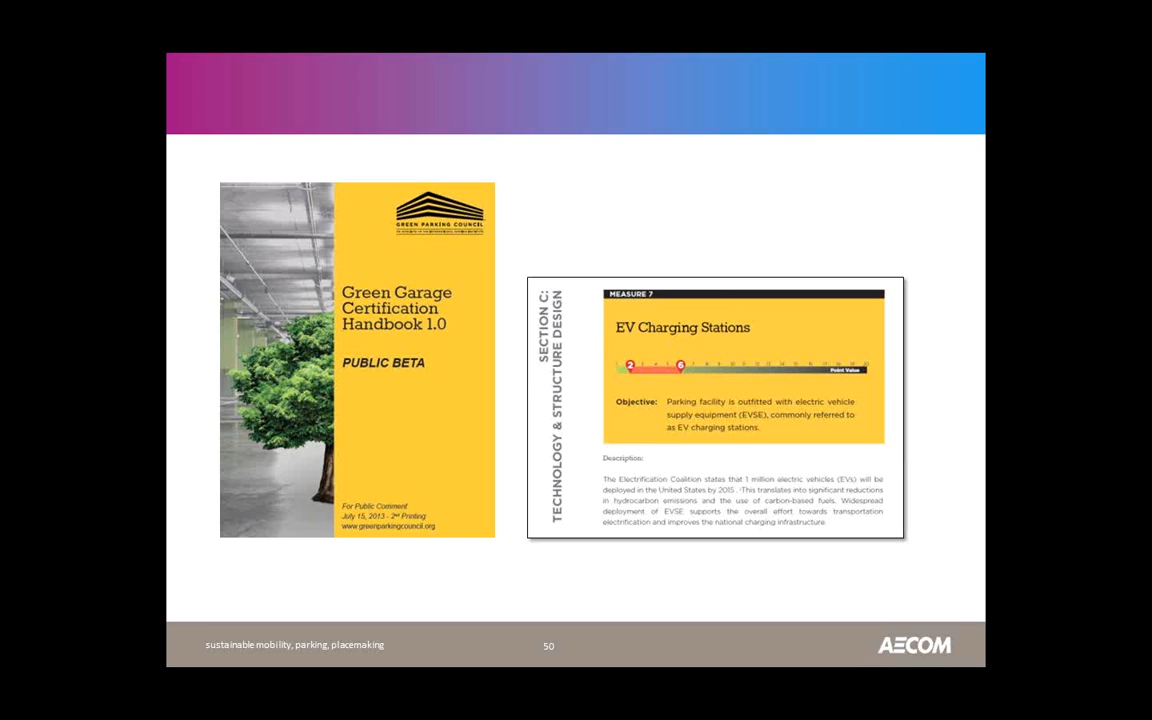 GREEN PARKING COUNCIL
Green Garage
Certification
Handbook 1.0
PUBLIC BETA
For Public Comment
July 15, 2013 - 2nd Printing
www.greenparkingcouncil.org
SECTION C:
TECHNOLOGY & STRUCTURE DESIGN
MEASURE 7
EV Charging Stations
2 6
Point Value
Objective: Parking facility is outfitted with electric vehicle
supply equipment (EVSE), commonly referred to
as EV charging stations.
Description:
The Electrification Coalition states that 1 million electric vehicles (EVs) will be
deployed in the United States by 2015 . This translates into significant reductions
in hydrocarbon emissions and the use of carbon-based fuels. Widespread
deployment of EVSE supports the overall effort towards transportation
electrification and improves the national charging infrastructure.
sustainable mobility, parking, placemaking
50
AECOM